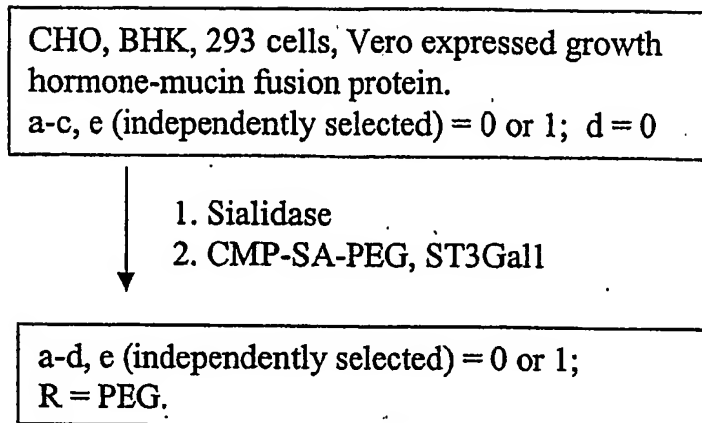 CHO, BHK, 293 cells, Vero expressed growth
hormone-mucin fusion protein.
a-c, e (independently selected) = 0 or 1; d = 0
1. Sialidase
2. CMP-SA-PEG, ST3Gal1
a-d, e (independently selected) = 0 or 1;
R = PEG.